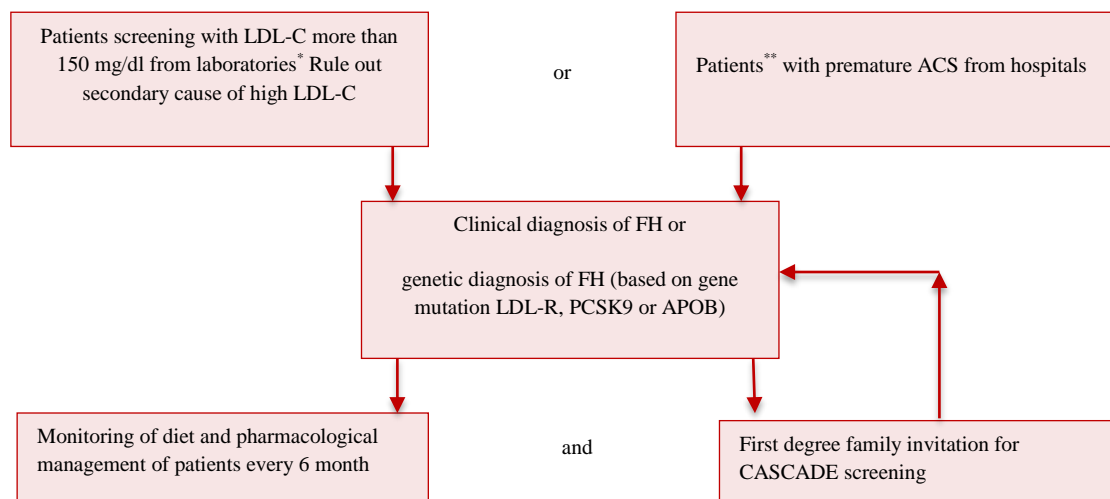 Patients screening with LDL-C more than
150 mg/dl from laboratories* Rule out
secondary cause of high LDL-C
or
Patients** with premature ACS from hospitals
Clinical diagnosis of FH or
genetic diagnosis of FH (based on gene
mutation LDL-R, PCSK9 or APOB)
Monitoring of diet and pharmacological
management of patients every 6 month
and
First degree family invitation for
CASCADE screening